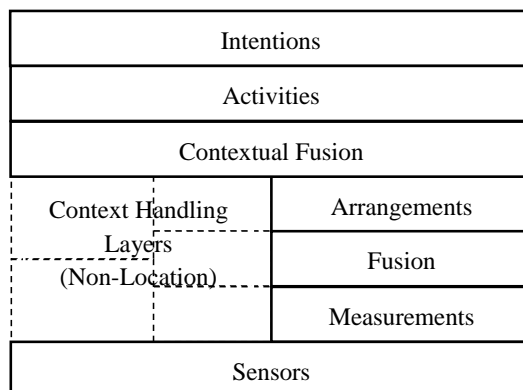 Intentions
Activities
Contextual Fusion
Context Handling
Layers
(Non-Location)
Arrangements
Fusion
Measurements
Sensors